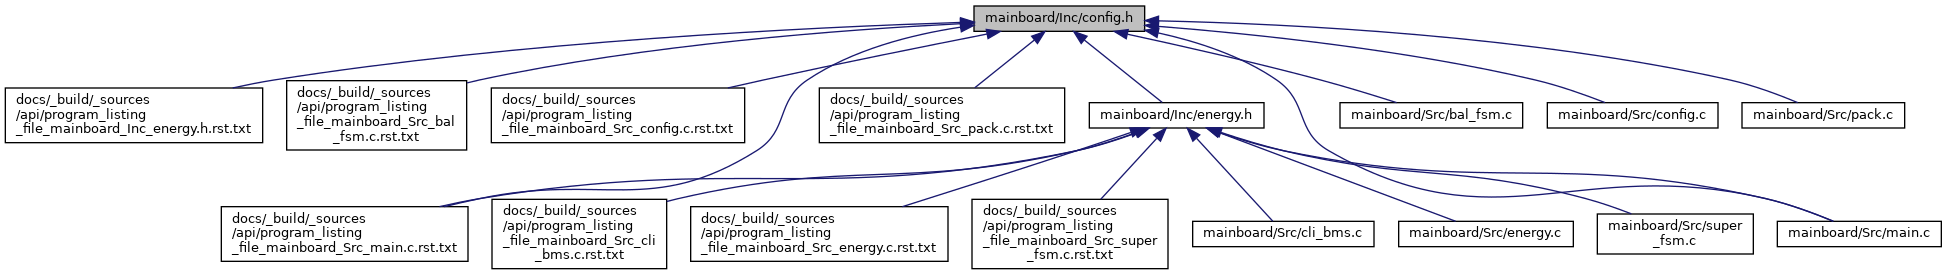 mainboard/Inc/config.h
docs/_build/_sources
/api/program_listing
_file_mainboard_Inc_energy.h.rst.txt
docs/_build/_sources
/api/program_listing
_file_mainboard_Src_bal
_fsm.c.rst.txt
docs/_build/_sources
/api/program_listing
_file_mainboard_Src_config.c.rst.txt
docs/_build/_sources
/api/program_listing
_file_mainboard_Src_pack.c.rst.txt
mainboard/Inc/energy.h
mainboard/Src/bal_fsm.c
mainboard/Src/config.c
mainboard/Src/pack.c
docs/_build/_sources
/api/program_listing
_file_mainboard_Src_main.c.rst.txt
docs/_build/_sources
/api/program_listing
_file_mainboard_Src_cli
_bms.c.rst.txt
docs/_build/_sources
/api/program_listing
_file_mainboard_Src_energy.c.rst.txt
docs/_build/_sources
/api/program_listing
_file_mainboard_Src_super
_fsm.c.rst.txt
mainboard/Src/cli_bms.c
mainboard/Src/energy.c
mainboard/Src/super
_fsm.c
mainboard/Src/main.c